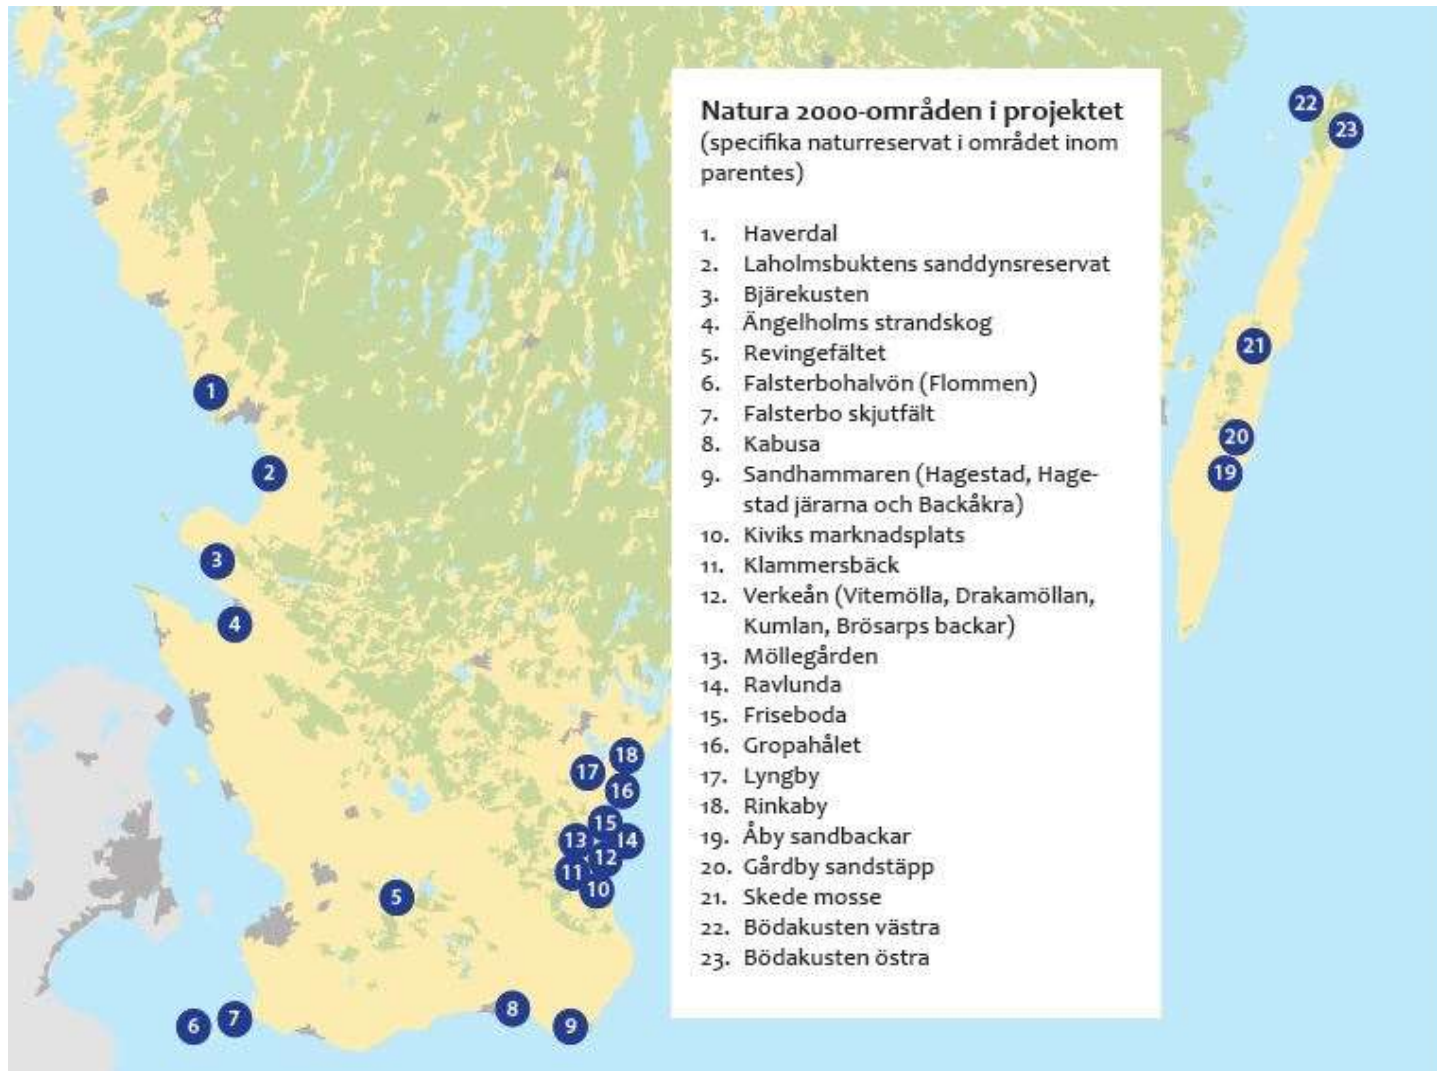 Natura 2000-områden i projektet
(specifika naturreservat i området inom
parentes)
1. Haverdal
2. Laholmsbuktens sanddynsreservat
3. Bjärekusten
4. Ängelholms strandskog
5. Revingefältet
6. Falsterbohalvön (Flommen)
7. Falsterbo skjutfält
8. Kabusa
9. Sandhammaren (Hagestad, Hage-
stad järarna och Backåkra)
10. Kiviks marknadsplats
11. Klammersbäck
12. Verkeån (Vitemölla, Drakamöllan,
Kumlan, Brösarps backar)
13. Möllegården
14. Ravlunda
15. Friseboda
16. Gropahålet
17. Lyngby
18. Rinkaby
19. Åby sandbackar
20. Gårdby sandstäpp
21. Skede mosse
22. Bödakusten västra
23. Bödakusten östra
1
2
3
4
5
6
7
8
9
10
11
12
13
14
15
16
17
18
19
20
21
22
23